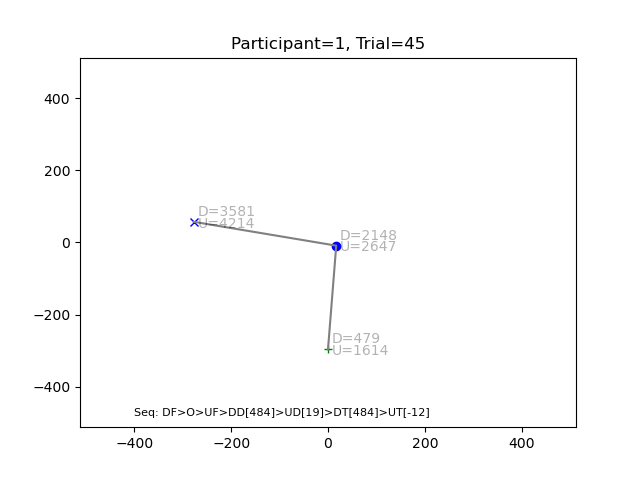 Participant=1, Trial=45
400
200
0
−200
−400
D=3581
U=4214
D=2148
U=2647
D=479
U=1614
Seq: DF>O>UF>DD[484]>UD[19]>DT[484]>UT[-12]
−400
−200
0
200
400